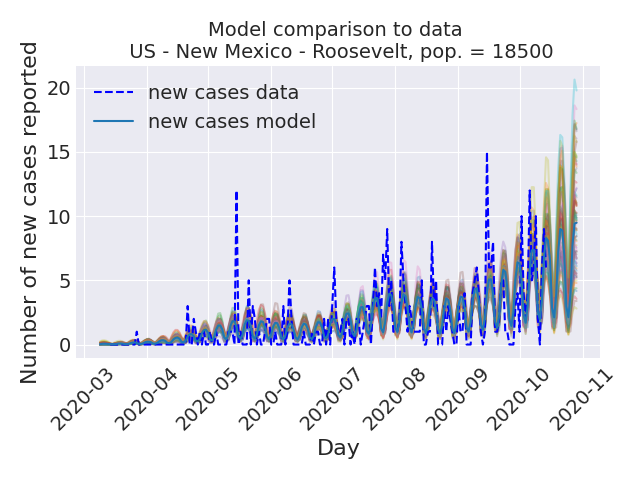 Model comparison to data
US - New Mexico - Roosevelt, pop. = 18500
Number of new cases reported
20
15
10
5
0
new cases data
new cases model
2020-03
2020-04
2020-05
2020-06
2020-07
2020-08
2020-09
2020-10
2020-11
Day